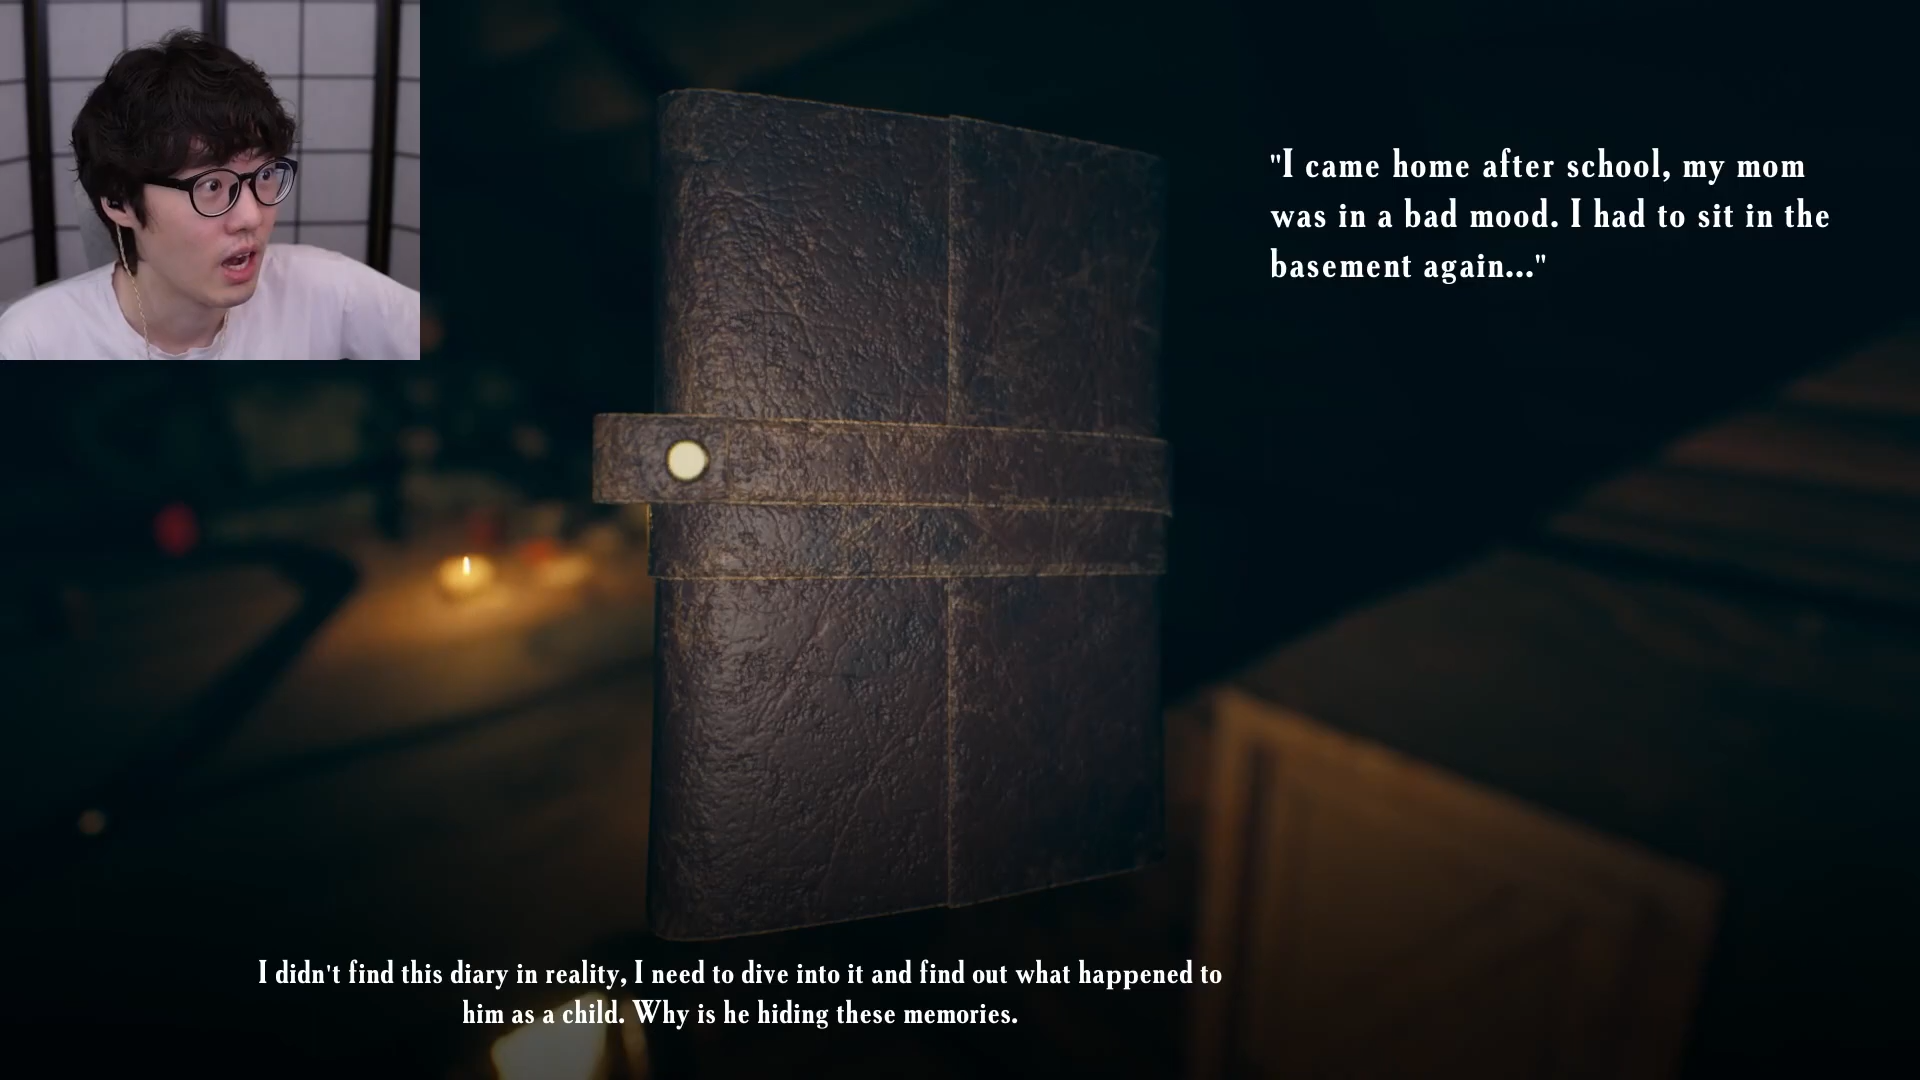 "I came home after school, my mom
was in a bad mood. I had to sit in the
basement again..."
I didn't find this diary in reality, I need to dive into it and find out what happened to
him as a child. Why is he hiding these memories.